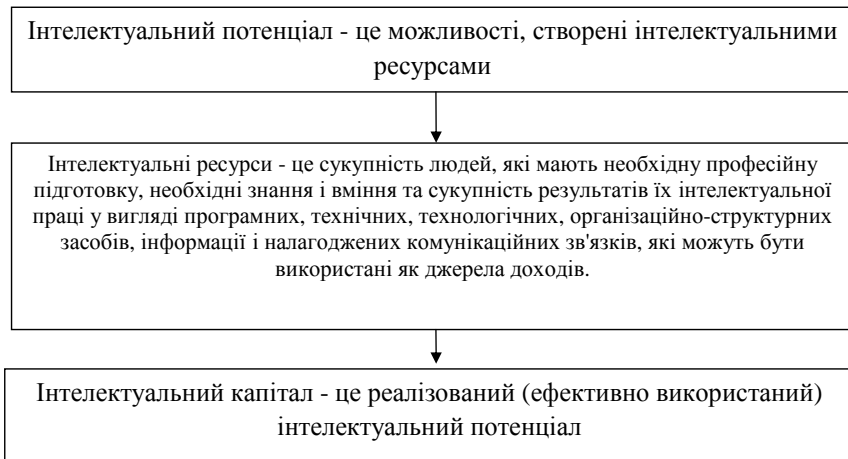 Інтелектуальний потенціал - це можливості, створені інтелектуальними
ресурсами
Інтелектуальні ресурси - це сукупність людей, які мають необхідну професійну
підготовку, необхідні знання і вміння та сукупність результатів їх інтелектуальної
праці у вигляді програмних, технічних, технологічних, організаційно-структурних
засобів, інформації і налагоджених комунікаційних зв'язків, які можуть бути
використані як джерела доходів.
Інтелектуальний капітал - це реалізований (ефективно використаний)
інтелектуальний потенціал